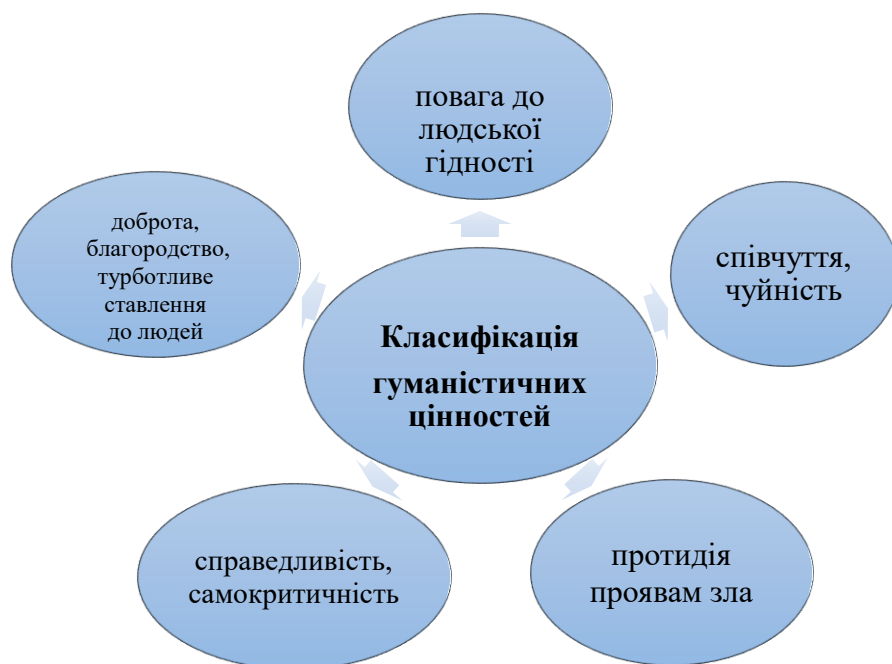 повага до
людської
гідності
доброта,
благородство,
турботливе
ставлення
до людей
співчуття,
чуйність
Класифікація
гуманістичних
цінностей
справедливість,
самокритичність
протидія
проявам зла